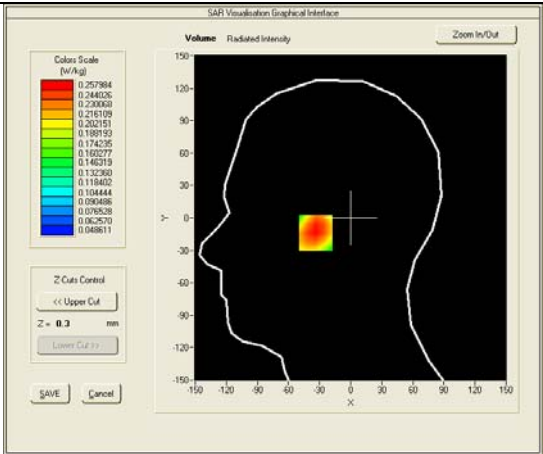 SAR Visualisation Graphical Interface
Volume Radiated Intensity
Zoom In/Out
Colors Scale
(W/kg)
0.257984
0.244026
0.230068
0.216109
0.202151
0.188193
0.174235
0.160277
0.146319
0.132360
0.118402
0.104444
0.090486
0.076528
0.062570
0.048611
Z-Cuts Control
<< Upper Cut
Z = 0.3 mm
Lower Cut >>
SAVE Cancel
150-
120-
90-
60-
30-
0-
-30-
-60-
-90-
-120-
-150-
Y
-150 -120 -90 -60 -30 0 30 60 90 120 150
X